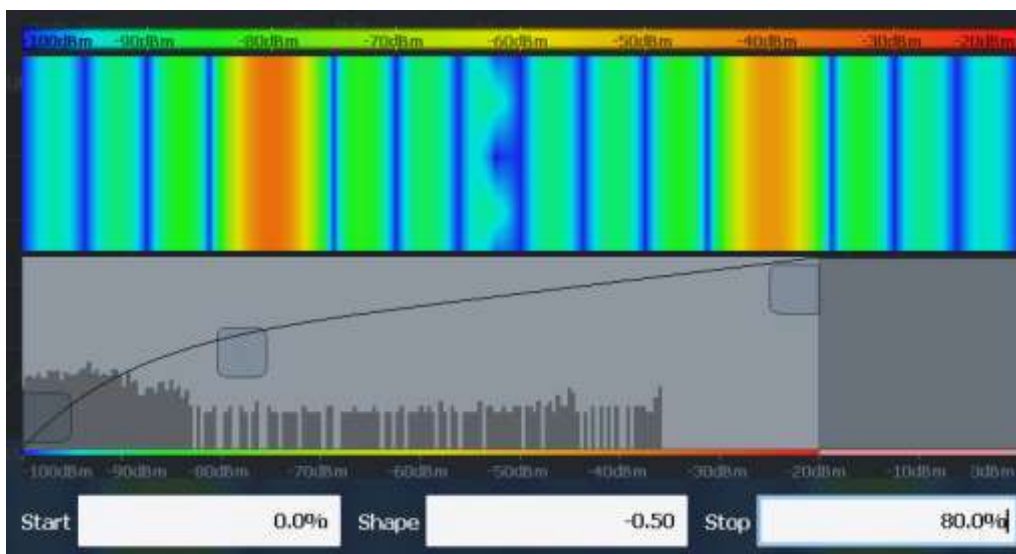 -100dBm -90dBm -80dBm -70dBm -60dBm -50dBm -40dBm -30dBm -20dBm
-100dBm -90dBm -80dBm -70dBm -60dBm -50dBm -40dBm -30dBm -20dBm -10dBm 0dBm
Start 0.0% Shape -0.50 Stop 80.0%